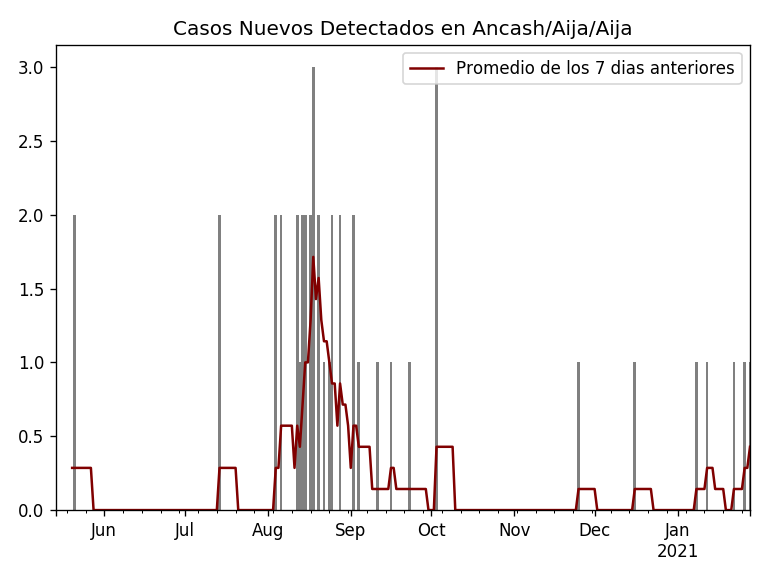 Casos Nuevos Detectados en Ancash/Aija/Aija
Promedio de los 7 dias anteriores
3.0
2.5
2.0
1.5
1.0
0.5
0.0
Jun Jul Aug Sep Oct Nov Dec Jan
2021